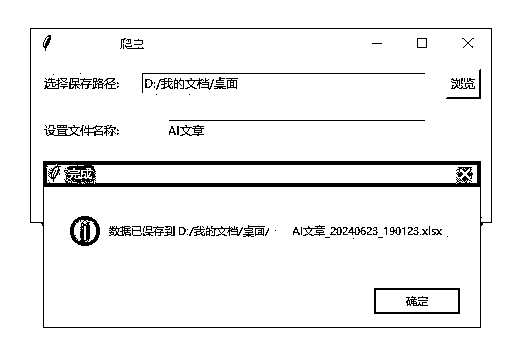 爬虫
选择保存路径: D:/我的文档/桌面 浏览
设置文件名称: AI文章
完成
数据已保存到 D:/我的文档/桌面/ AI文章_20240623_190123.xlsx
确定